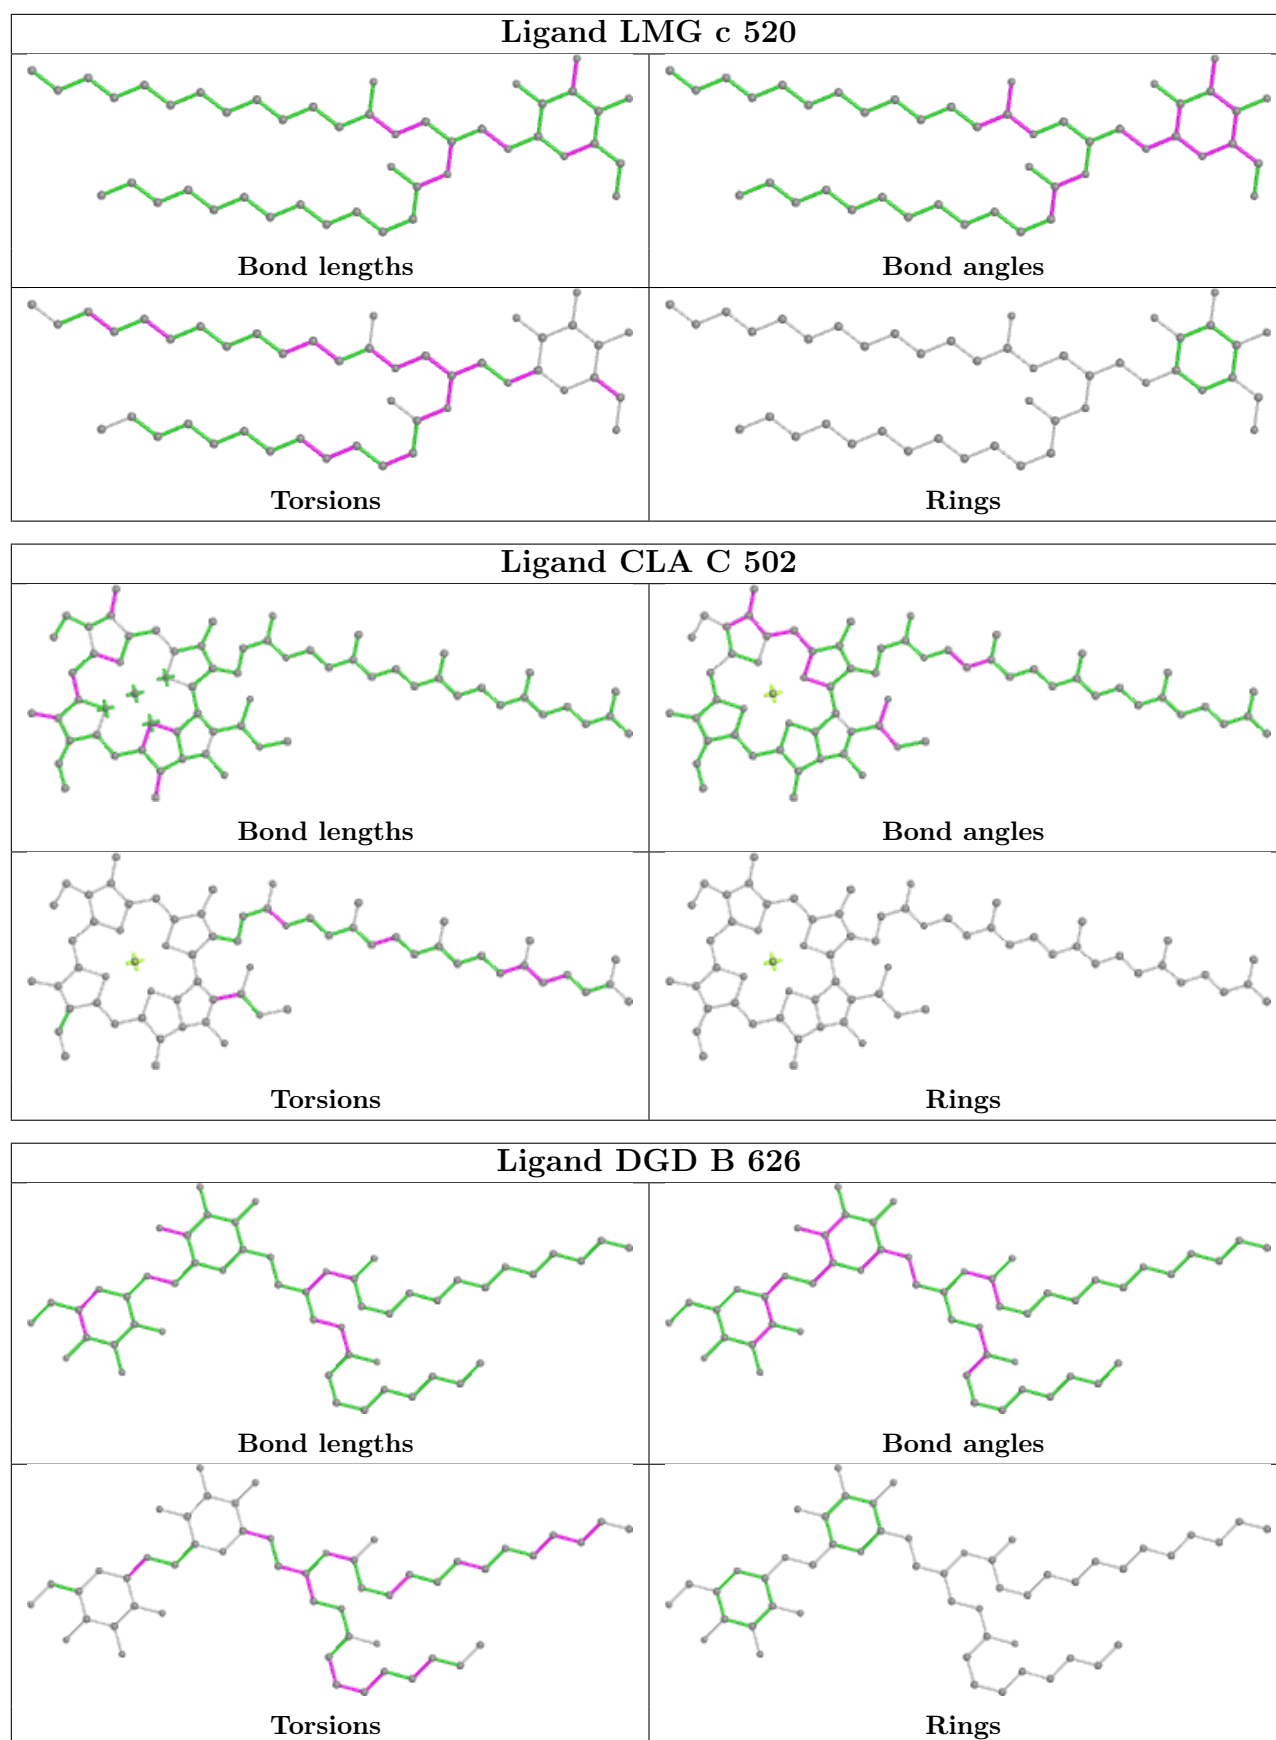 Ligand LMG c 520
Bond lengths
Bond angles
Torsions
Rings
Ligand CLA C 502
Bond lengths
Bond angles
Torsions
Rings
Ligand DGD B 626
Bond lengths
Bond angles
Torsions
Rings